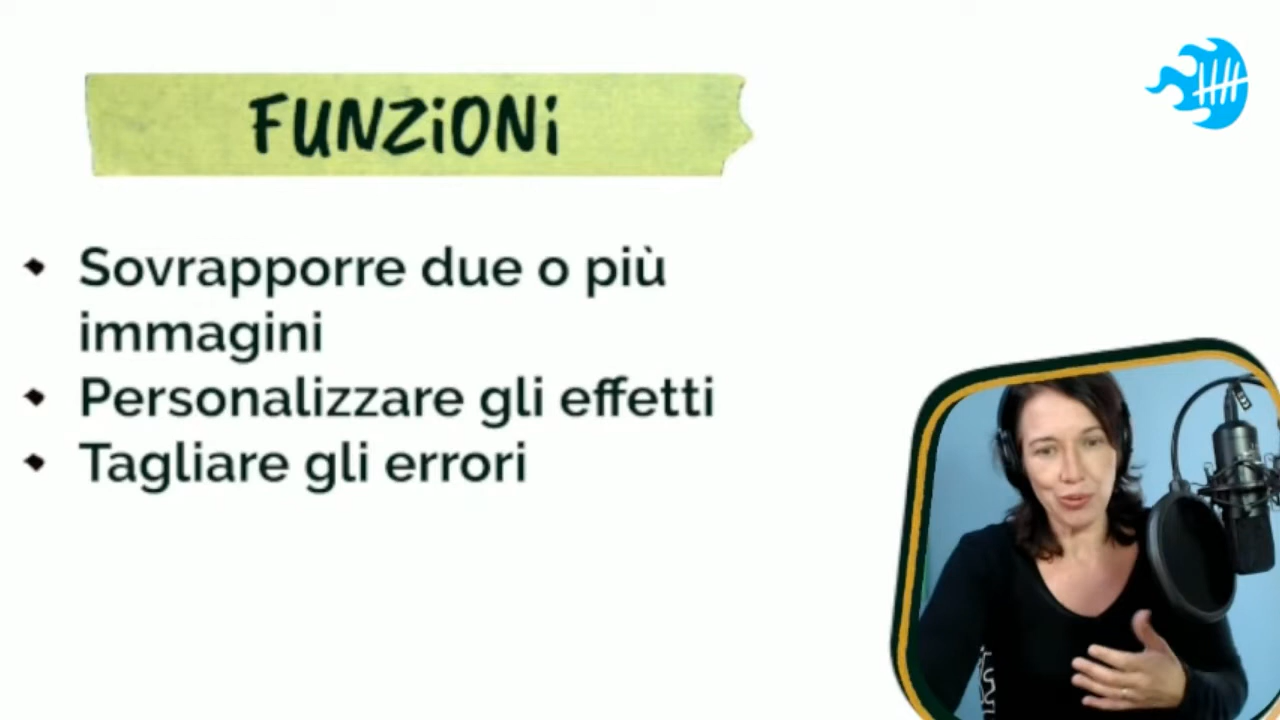 FUNZiONi
Sovrapporre due o più
immagini
Personalizzare gli effetti
Tagliare gli errori